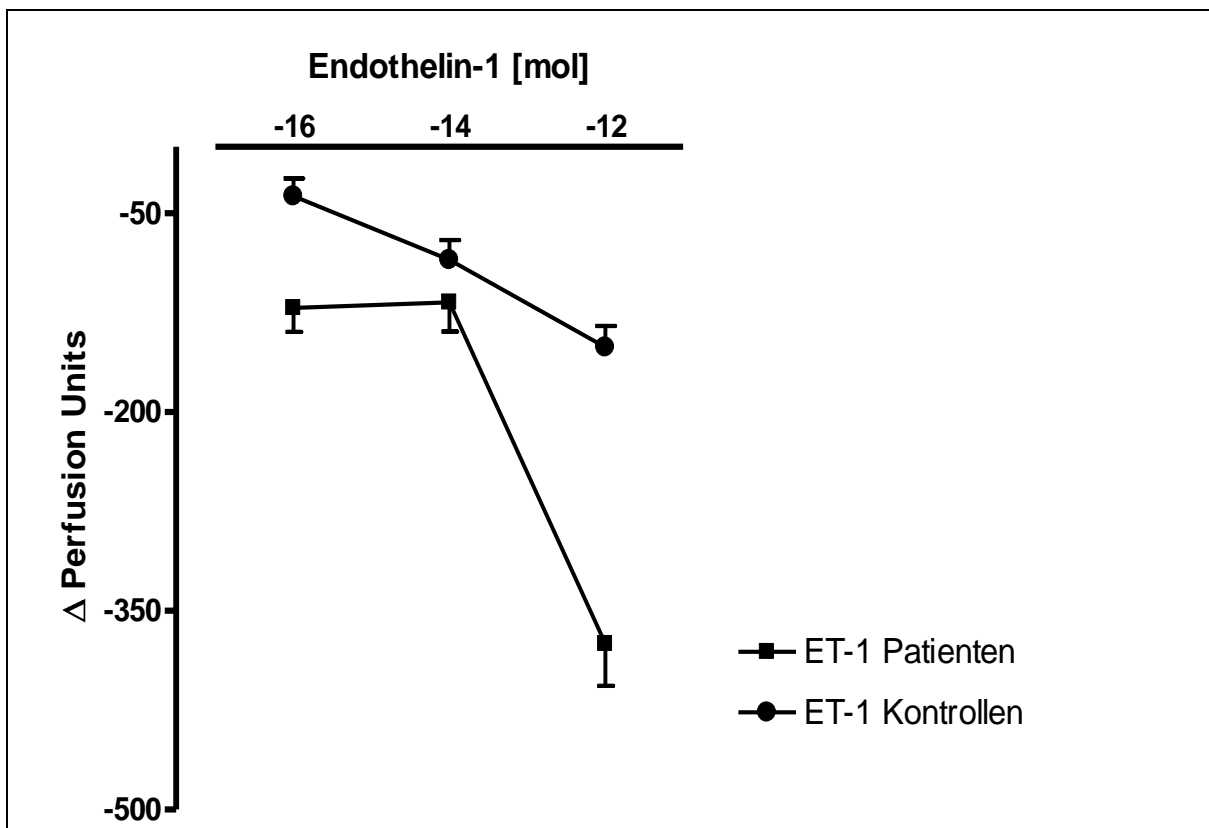 Endothelin-1 [mol]
-16 -14 -12
-50
-200
-350
-500
Δ Perfusion Units
ET-1 Patienten
ET-1 Kontrollen